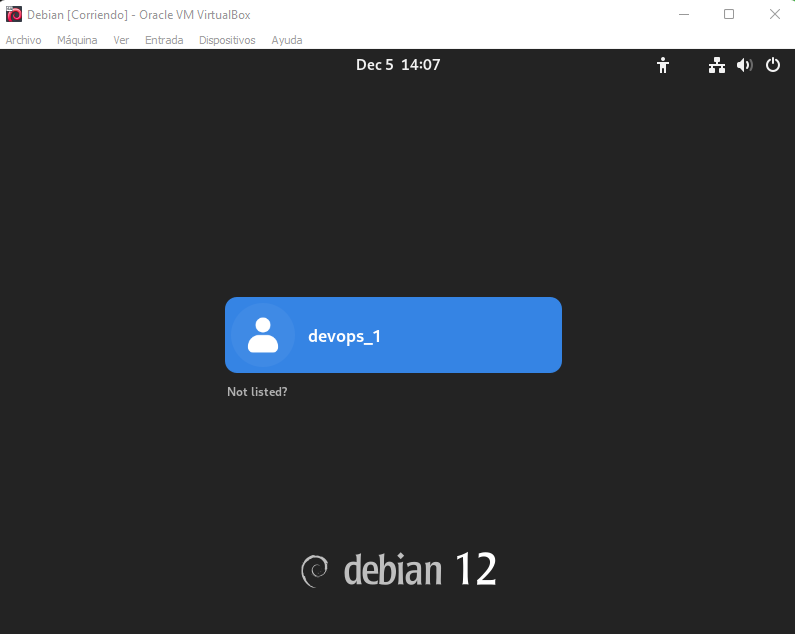 Debian [Corriendo] - Oracle VM VirtualBox
Archivo Máquina Ver Entrada Dispositivos Ayuda
Dec 5 14:07
devops_1
Not listed?
debian 12